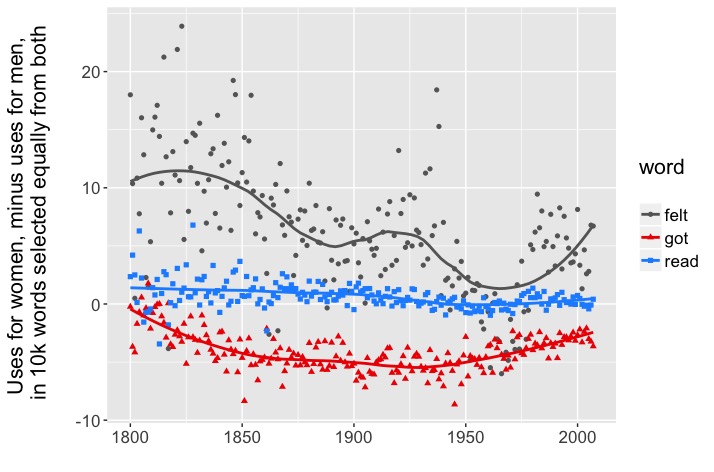 Uses for women, minus uses for men,
in 10k words selected equally from both
20
10
0
-10
1800
1850
1900
1950
2000
word
felt
got
read